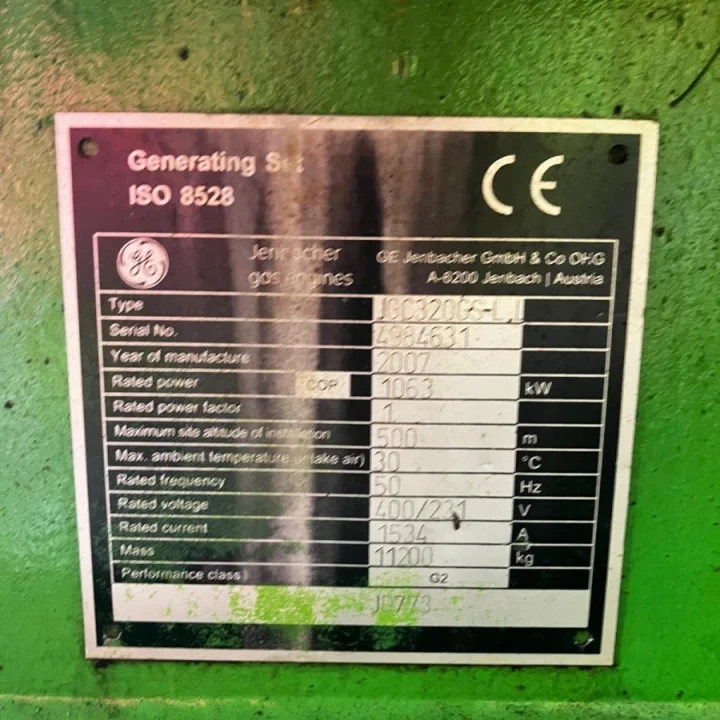 Generating Set
ISO 8528
CE
GE
Jenbacher
gas engines
GE Jenbacher GmbH & Co OHG
A-6200 Jenbach | Austria
Type JGC320GS-L.L
Serial No. 4984631
Year of manufacture 2007
Rated power COP 1063 kW
Rated power factor 1
Maximum site altitude of installation 500 m
Max. ambient temperature (intake air) 30 °C
Rated frequency 50 Hz
Rated voltage 400/231 V
Rated current 1534 A
Mass 11200 kg
Performance class G2
J0773